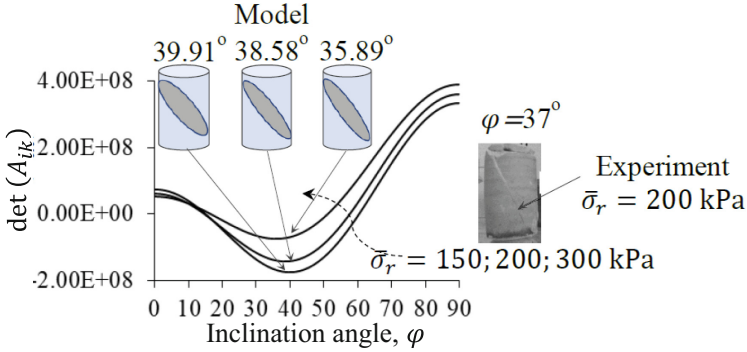 Model
39.91° 38.58° 35.89°
4.00E+08
2.00E+08
0.00E+00
-2.00E+08
det (A_ik)
φ=37°
Experiment
σ̄_r = 200 kPa
σ̄_r = 150; 200; 300 kPa
0 10 20 30 40 50 60 70 80 90
Inclination angle, φ